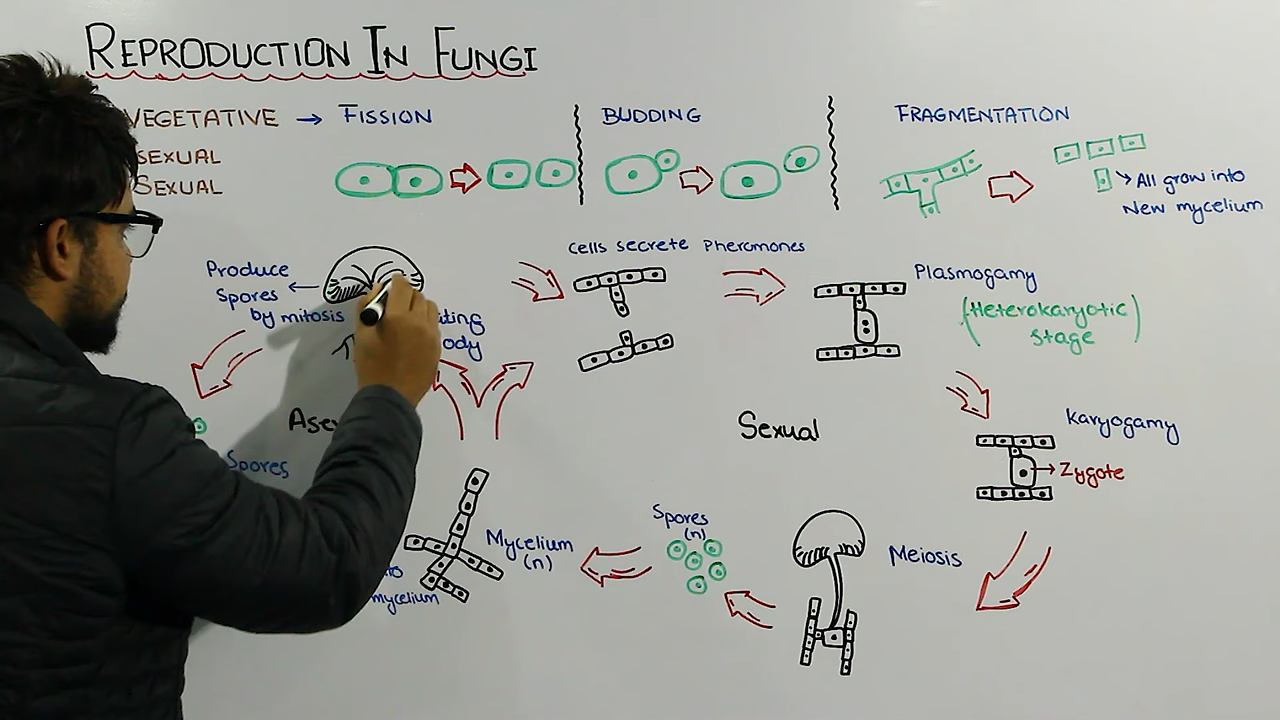 REPRODUCTION IN FUNGI
VEGETATIVE → FISSION
BUDDING
FRAGMENTATION
SEXUAL
SEXUAL
All grow into
New mycelium
Cells secrete Pheromones
Produce
Spores
by mitosis
Plasmogamy
(Heterokaryotic
stage)
Sexual
Karyogamy
Zygote
Spores
Spores
(n)
Mycelium
(n)
Meiosis
mycelium